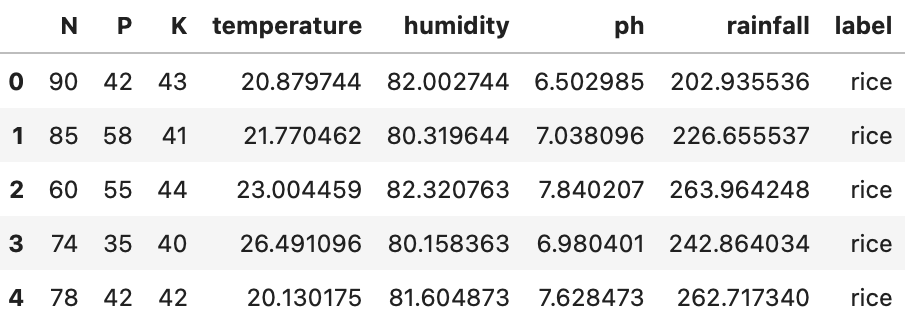 N P K temperature humidity ph rainfall label
0 90 42 43 20.879744 82.002744 6.502985 202.935536 rice
1 85 58 41 21.770462 80.319644 7.038096 226.655537 rice
2 60 55 44 23.004459 82.320763 7.840207 263.964248 rice
3 74 35 40 26.491096 80.158363 6.980401 242.864034 rice
4 78 42 42 20.130175 81.604873 7.628473 262.717340 rice